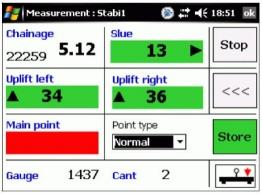 Measurement : Stabi1 18:51 ok
Chainage
22259 5.12
Slue
13
Stop
Uplift left
34
Uplift right
36
<<<
Main point
Point type
Normal
Store
Gauge 1437 Cant 2